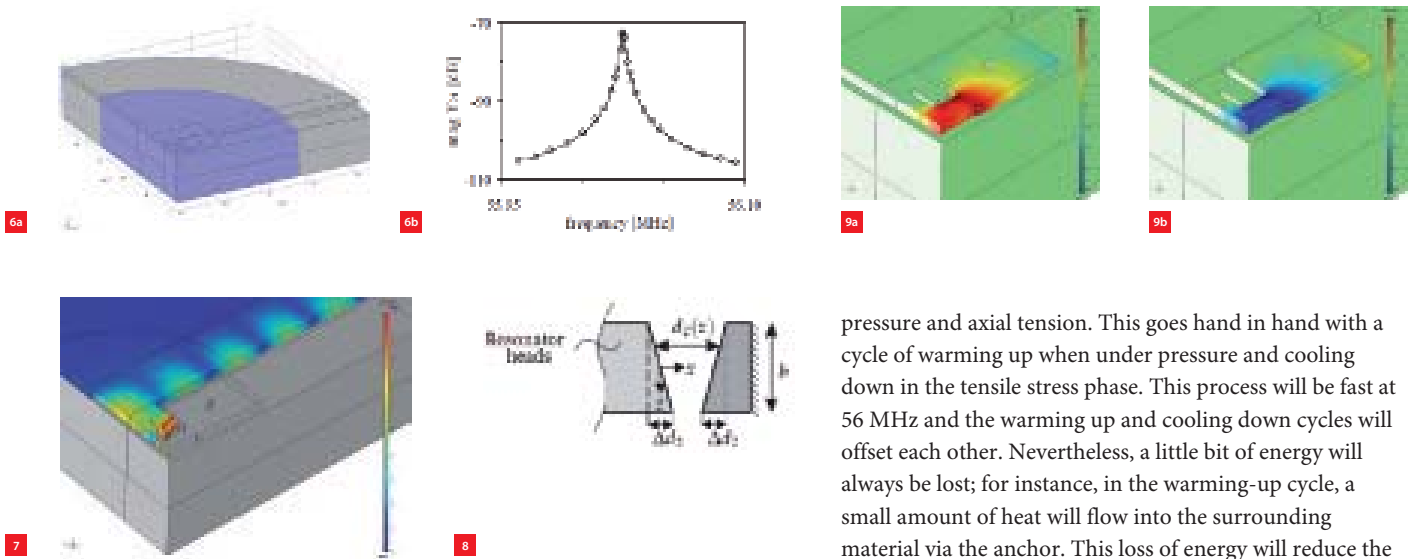 6a
6b
-70
-90
-110
frequency [MHz]
9a
9b
7
Resonator
heads
8
pressure and axial tension. This goes hand in hand with a
cycle of warming up when under pressure and cooling
down in the tensile stress phase. This process will be fast at
56 MHz and the warming up and cooling down cycles will
offset each other. Nevertheless, a little bit of energy will
always be lost; for instance, in the warming-up cycle, a
small amount of heat will flow into the surrounding
material via the anchor. This loss of energy will reduce the